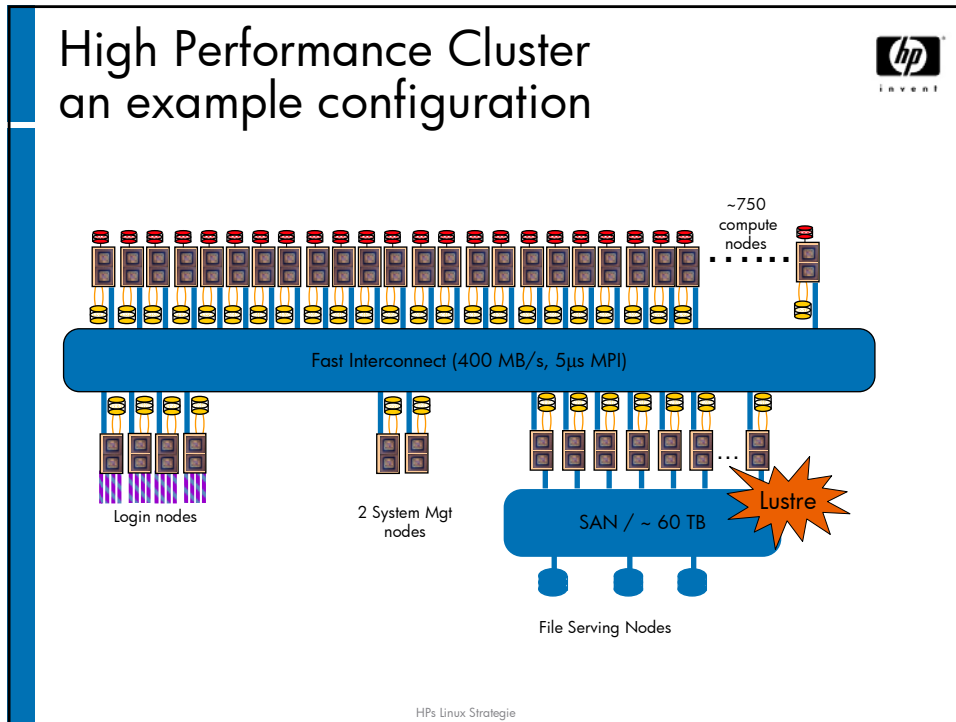 High Performance Cluster
an example configuration
hp
invent
~750
compute
nodes
Fast Interconnect (400 MB/s, 5µs MPI)
...
Lustre
Login nodes
2 System Mgt
nodes
SAN / ~ 60 TB
File Serving Nodes
HPs Linux Strategie